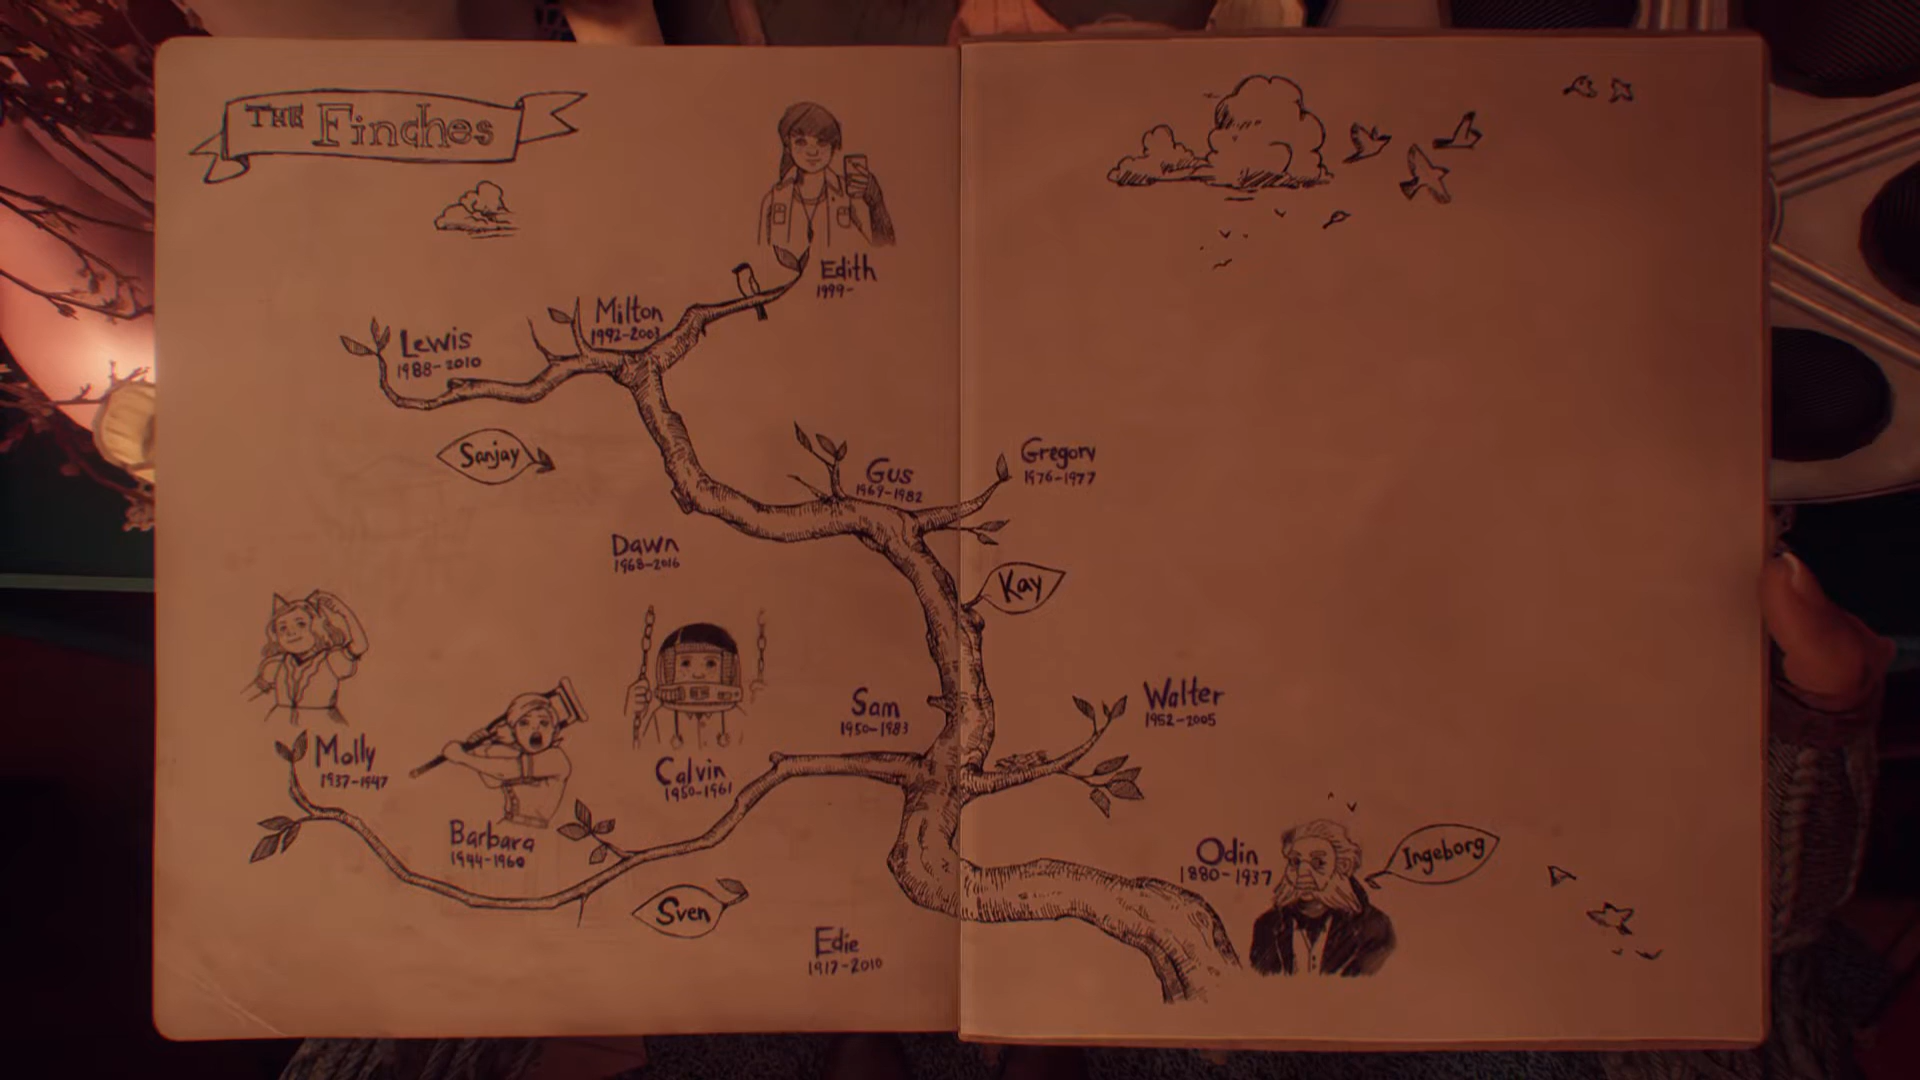 THE Finches
Edith
1999-
Milton
1992-2003
Lewis
1988-2010
Sanjay
Gus
1969-1982
Gregory
1976-1977
Dawn
1968-2016
Kay
Sam
1950-1983
Walter
1952-2005
Molly
1937-1947
Calvin
1950-1961
Barbara
1944-1960
Sven
Odin
1880-1937
Ingeborg
Edie
1917-2010